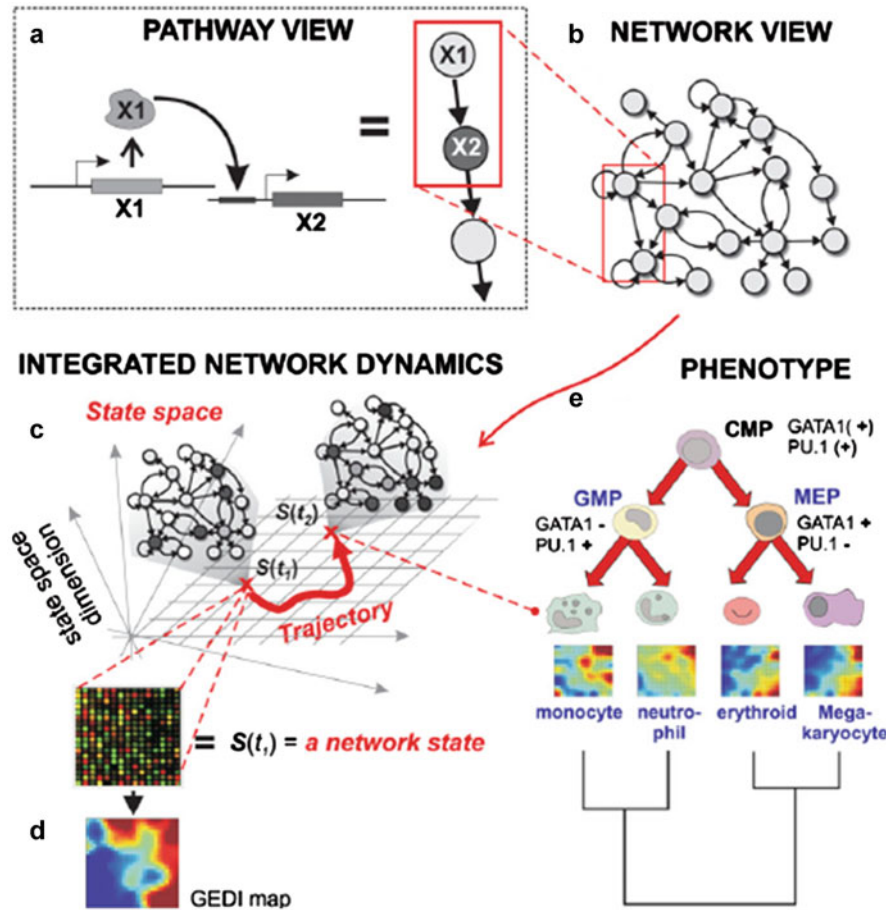 a
PATHWAY VIEW
X1
X1
X2
=
X1
X2
b
NETWORK VIEW
INTEGRATED NETWORK DYNAMICS
c
State space
state space
dimension
S(t₁)
S(t₂)
Trajectory
= S(t₁) = a network state
d
GEDI map
PHENOTYPE
e
CMP
GATA1( +)
PU.1 (+)
GMP
GATA1 -
PU.1 +
MEP
GATA1 +
PU.1 -
monocyte
neutro-
phil
erythroid
Mega-
karyocyte